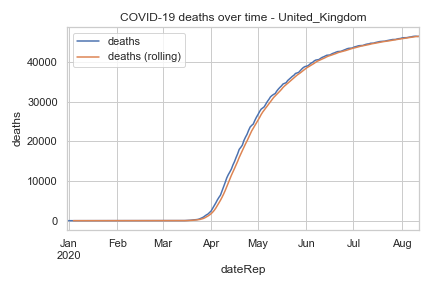 COVID-19 deaths over time - United_Kingdom
deaths
deaths (rolling)
deaths
40000
30000
20000
10000
0
Jan Feb Mar Apr May Jun Jul Aug
2020
dateRep